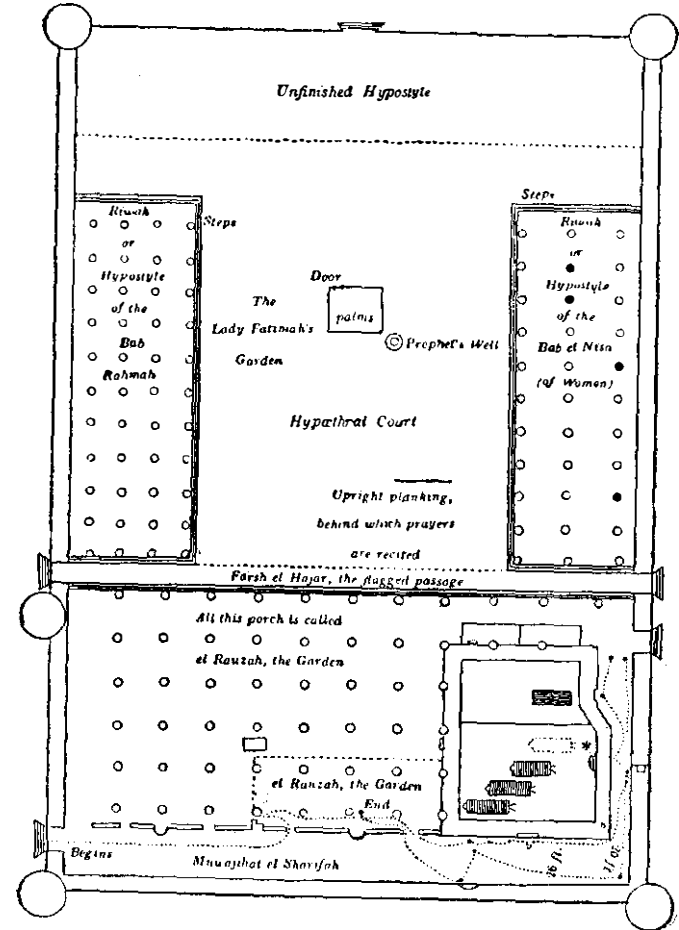 Unfinished Hypostyle
Steps
Riwak
or
Hypostyle
of the
Bab
Rahmah
Steps
Riwak
or
Hypostyle
of the
Bab el Nisa
(of Women)
Door
palms
The
Lady Fatimah's
Garden
Prophet's Well
Hypæthral Court
Upright planking,
behind which prayers
are recited
Farsh el Hajar, the flagged passage
All this porch is called
el Rauzah, the Garden
el Rauzah, the Garden
End
Begins
Muwajihat el Sharifah
26 ft.